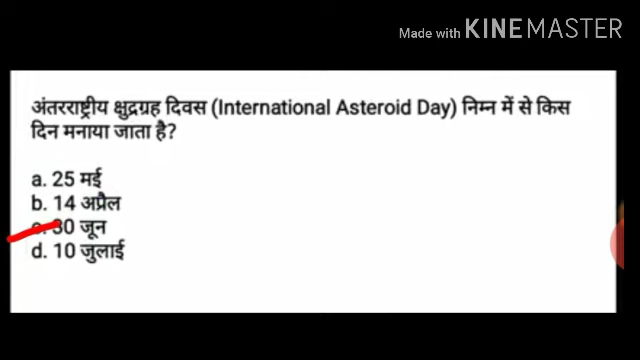 Made with KINEMASTER
अंतरराष्ट्रीय क्षुद्रग्रह दिवस (International Asteroid Day) निम्न में से किस
दिन मनाया जाता है?
a. 25 मई
b. 14 अप्रैल
c. 30 जून
d. 10 जुलाई